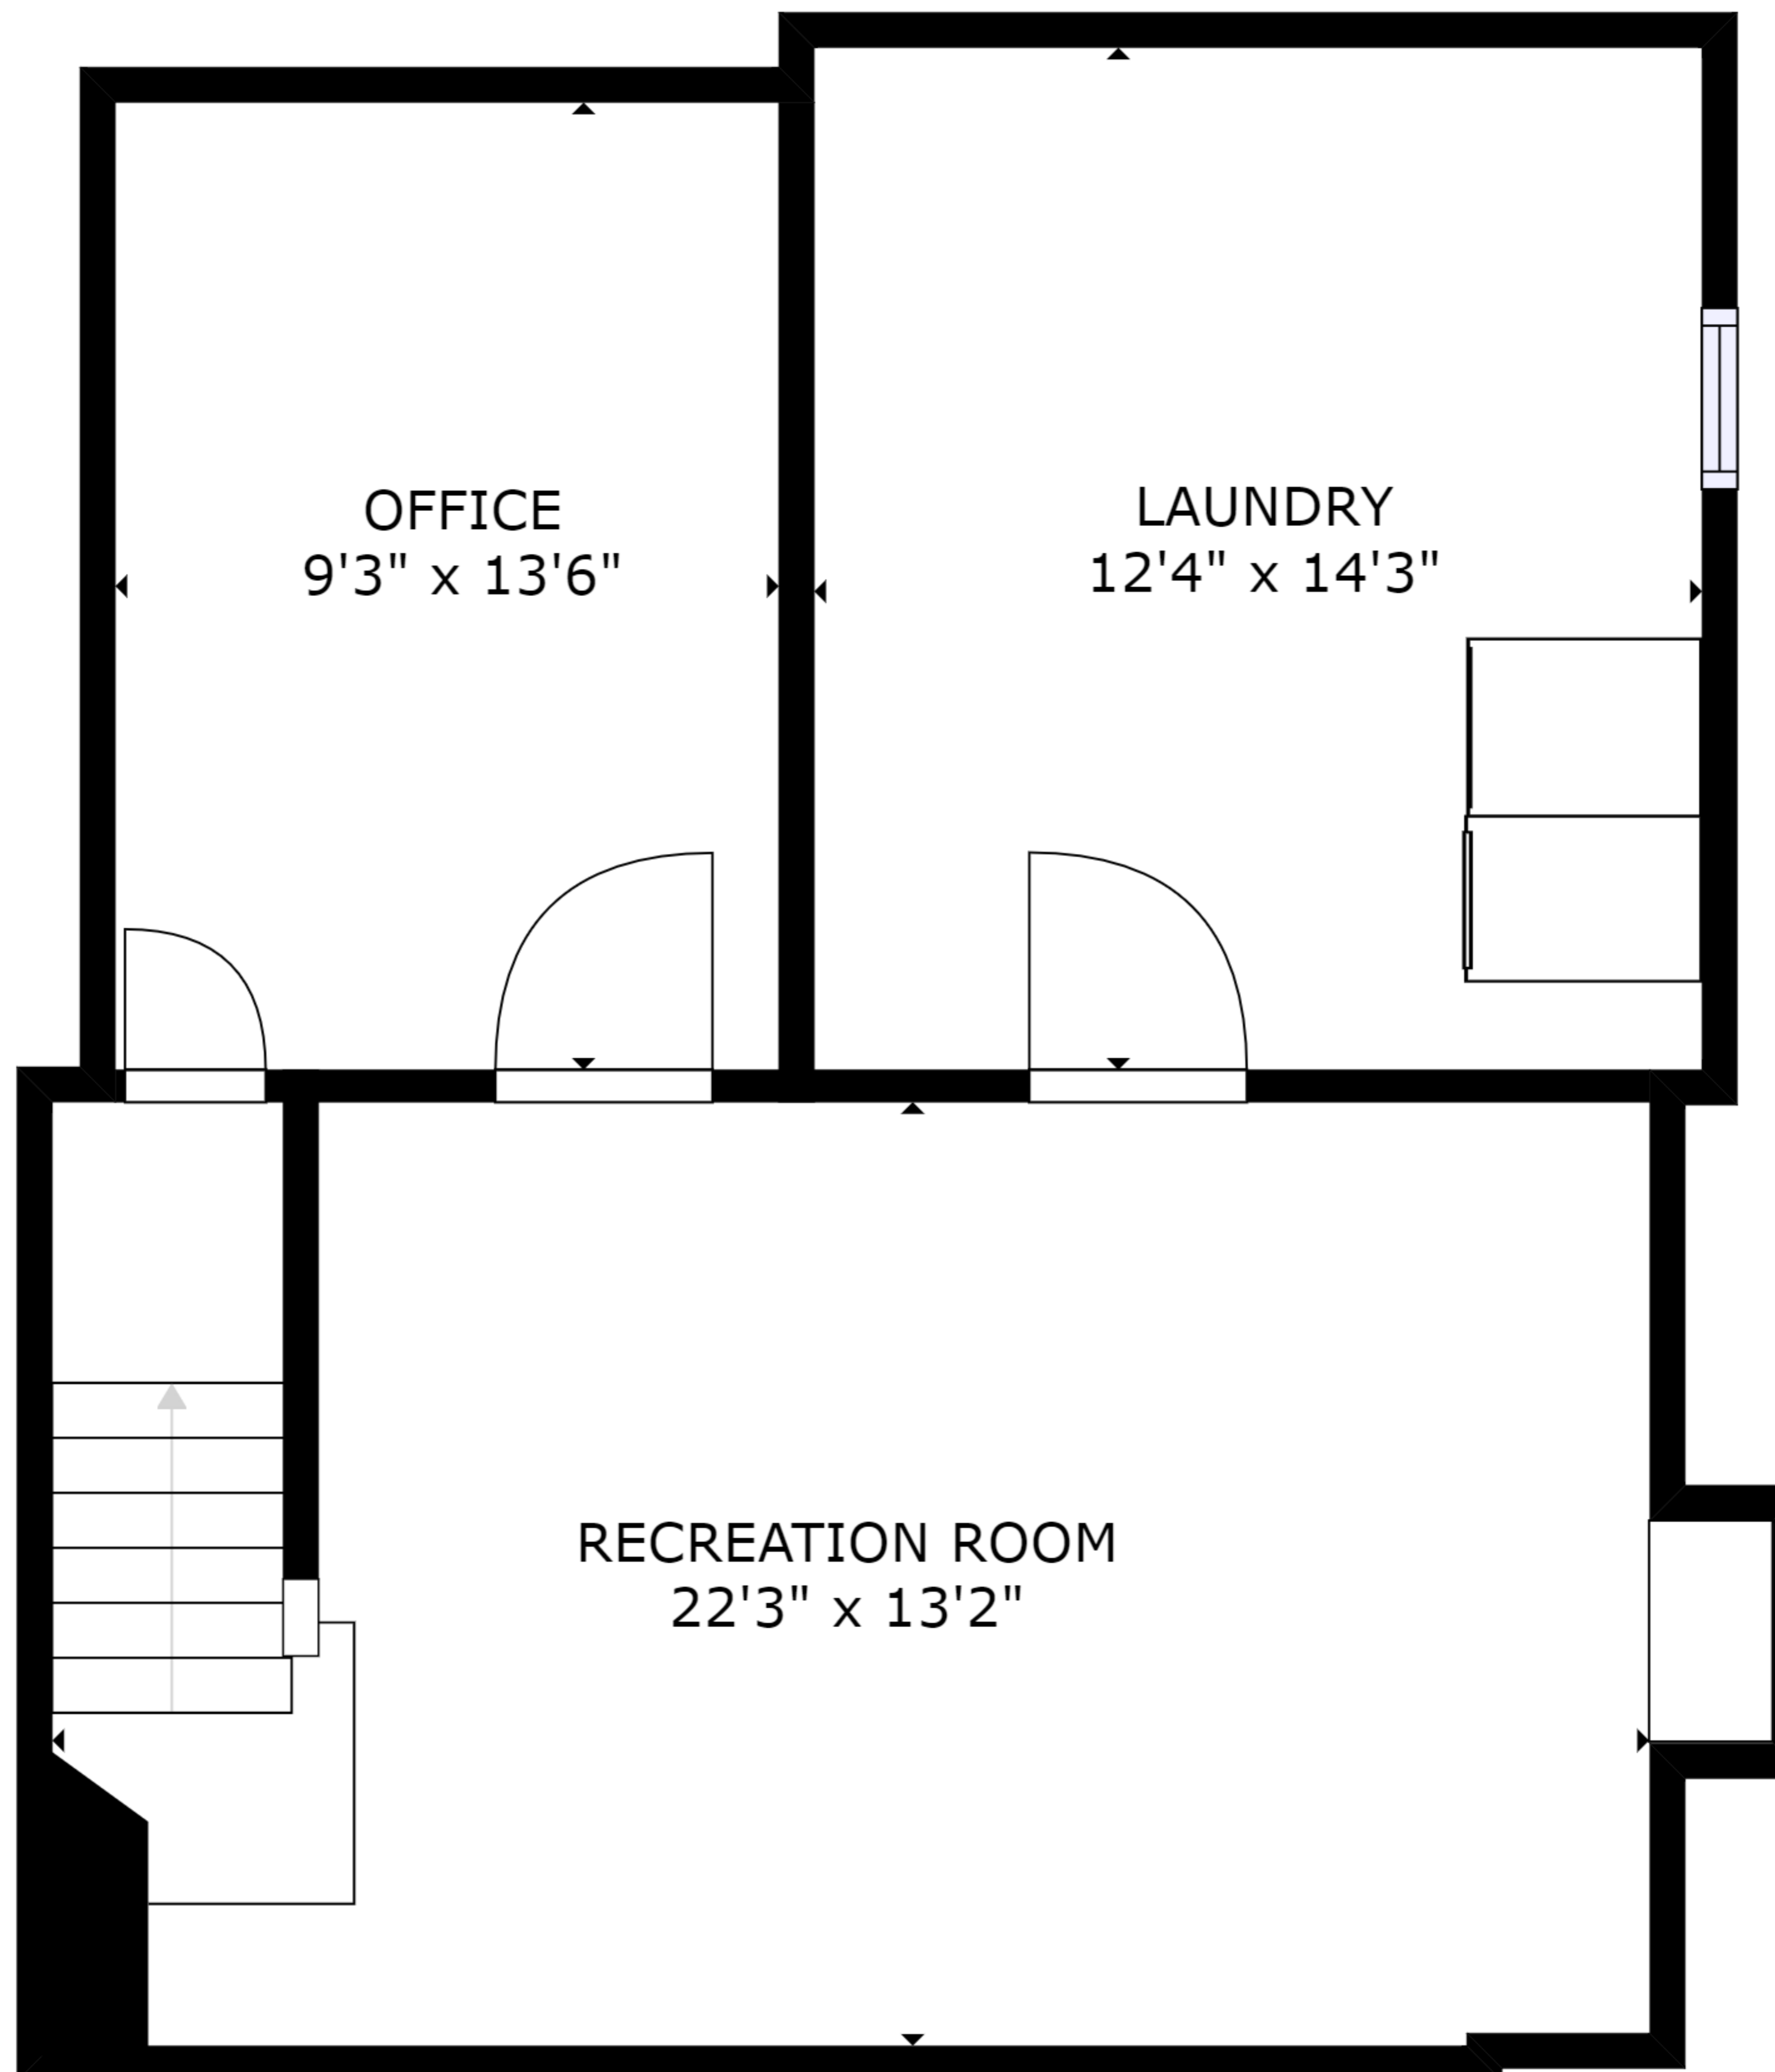 OFFICE
9'3" x 13'6"
LAUNDRY
12'4" x 14'3"
RECREATION ROOM
22'3" x 13'2"